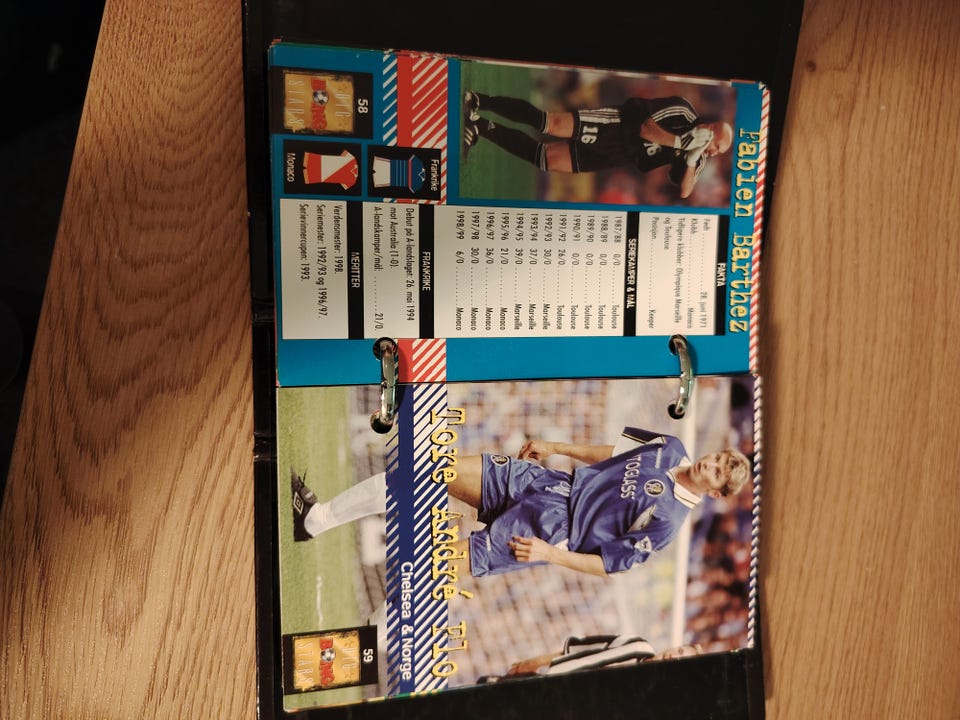 Fabien Barthez
16
FAKTA
Født: 28. juni 1971
Klubb: Monaco
Tidligere klubber: Olympique Marseille
og Toulouse
Posisjon: Keeper
SERIEKAMPER & MÅL
1987/88 0/0 Toulouse
1988/89 0/0 Toulouse
1989/90 0/0 Toulouse
1990/91 0/0 Toulouse
1991/92 26/0 Toulouse
1992/93 30/0 Marseille
1993/94 37/0 Marseille
1994/95 39/0 Marseille
1995/96 21/0 Monaco
1996/97 36/0 Monaco
1997/98 30/0 Monaco
1998/99 6/0 Monaco
FRANKRIKE
Debut på A-landslaget: 26. mai 1994
mot Australia (1-0).
A-landskamper/mål: 21/0.
MERITTER
Verdensmester: 1998.
Seriemester: 1992/93 og 1996/97.
Serievinnercupen: 1993.
Frankrike
Monaco
58
BONG
STARS
TOGLASS
Tore André Flo
Chelsea & Norge
59
BONG
STARS